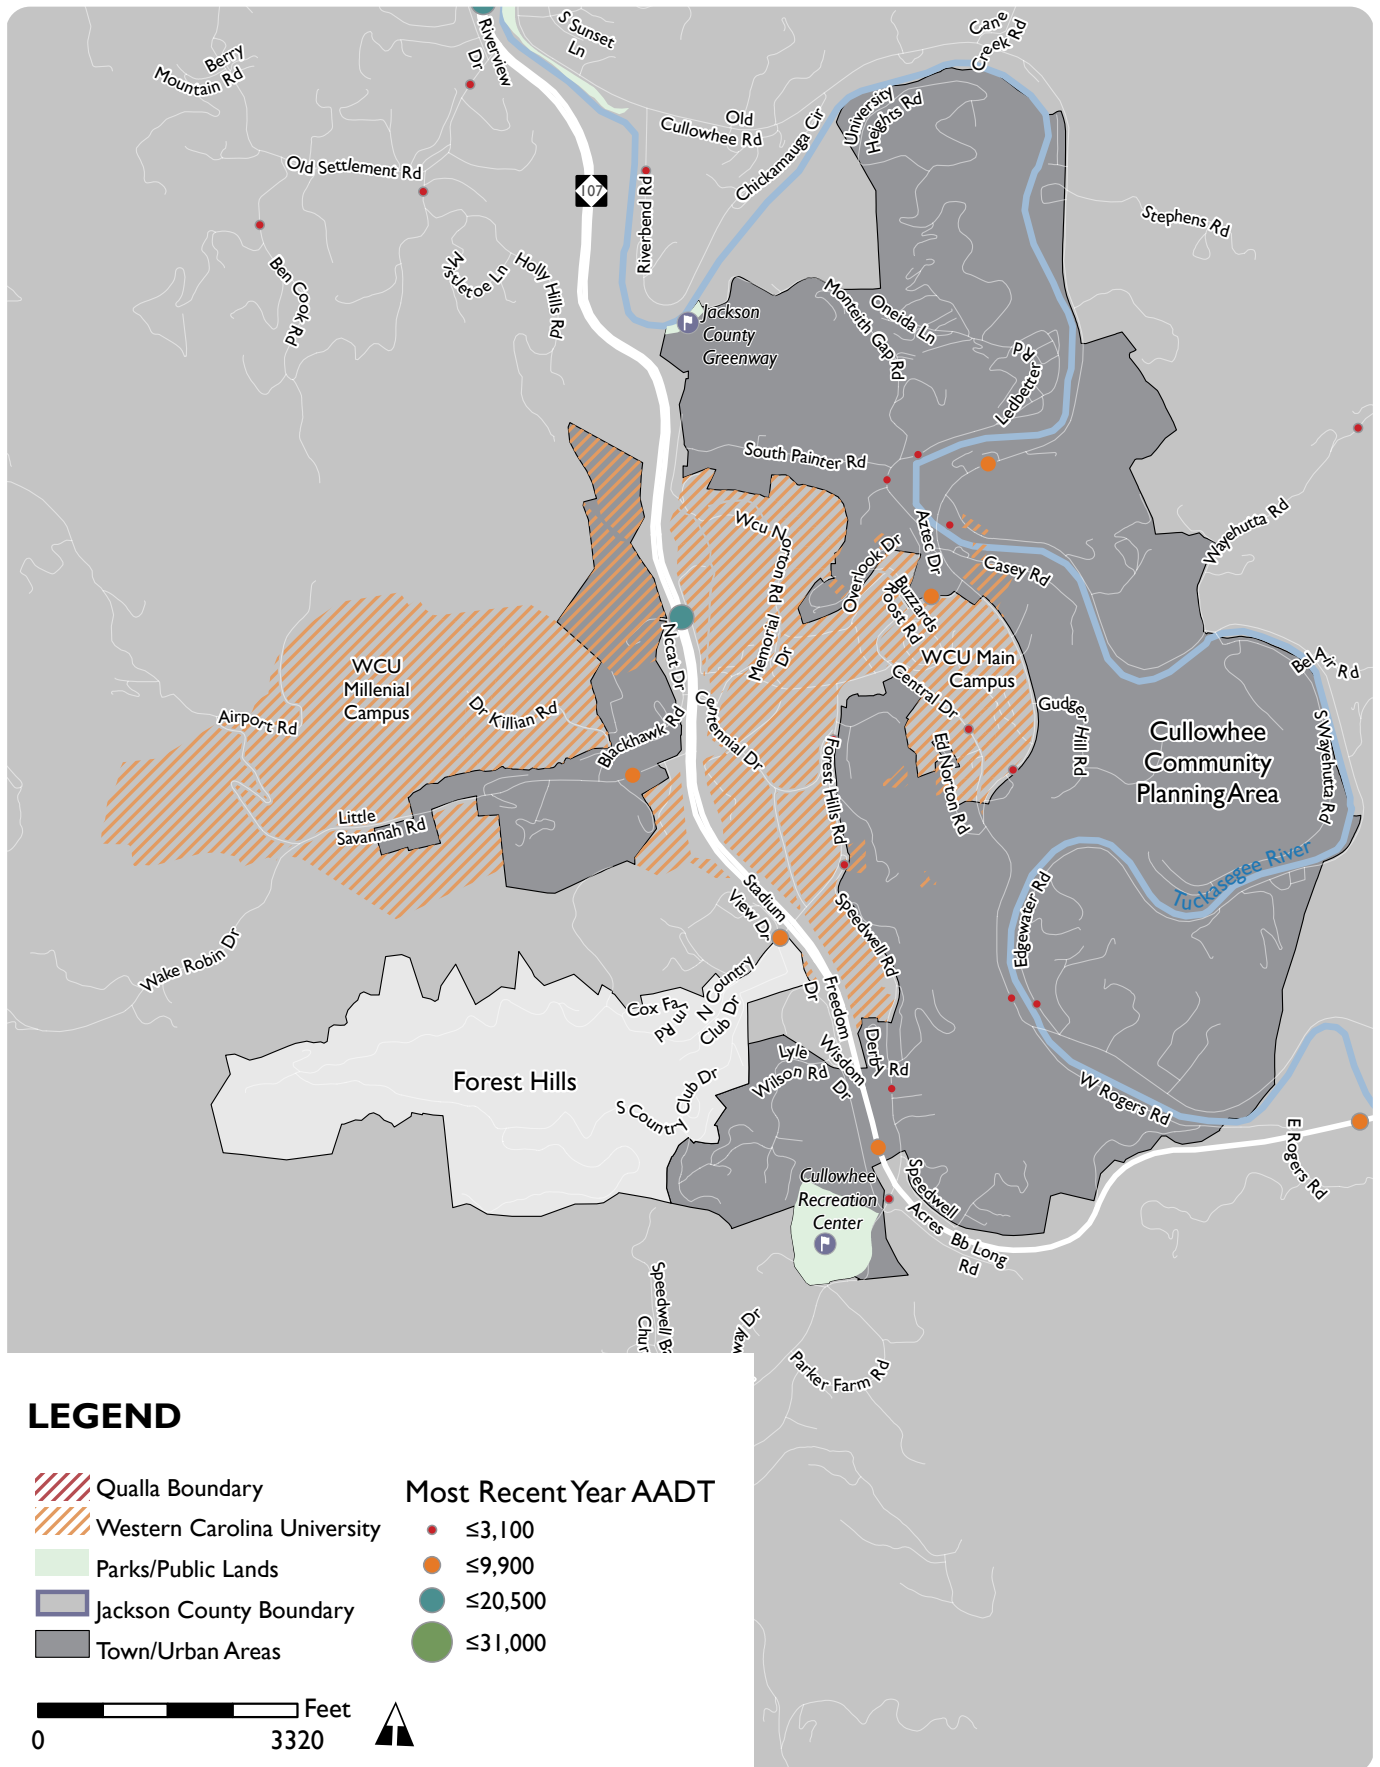 S Sunset
Ln
Cane
Creek Rd
Riverview
Dr
Berry
Mountain Rd
University
Heights Rd
Old
Cullowhee Rd
Chickamauga Cir
Old Settlement Rd
107
Riverbend Rd
Stephens Rd
Mistletoe Ln
Holly Hills Rd
Ben Cook Rd
Jackson
County
Greenway
Monteith Gap Rd
Oneida Ln
Ledbetter
Rd
South Painter Rd
Wcu Norton Rd
Aztec Dr
Wayehutta Rd
Overlook Dr
Casey Rd
Buzzards
Roost Rd
Memorial
Dr
Nccat Dr
WCU Main
Campus
Bel Air Rd
WCU
Millenial
Campus
Central Dr
Dr Killian Rd
Airport Rd
Centennial Dr
Blackhawk Rd
Gudger Hill Rd
S Wayehutta Rd
Cullowhee
Community
Planning Area
Forest Hills Rd
Ed Norton Rd
Little
Savannah Rd
Tuckasegee River
Stadium
View Dr
Speedwell Rd
Edgewater Rd
Wake Robin Dr
N Country
Club Dr
Cox Farm Rd
Freedom
Dr
Wisdom
Dr
Derby
Rd
Lyle
Wilson Rd
Forest Hills
S Country Club Dr
W Rogers Rd
E Rogers Rd
Cullowhee
Recreation
Center
Speedwell
Acres
Bb Long
Rd
Speedwell Ba
Chur
way Dr
Parker Farm Rd
LEGEND
Qualla Boundary
Western Carolina University
Parks/Public Lands
Jackson County Boundary
Town/Urban Areas
Most Recent Year AADT
≤3,100
≤9,900
≤20,500
≤31,000
Feet
0
3320